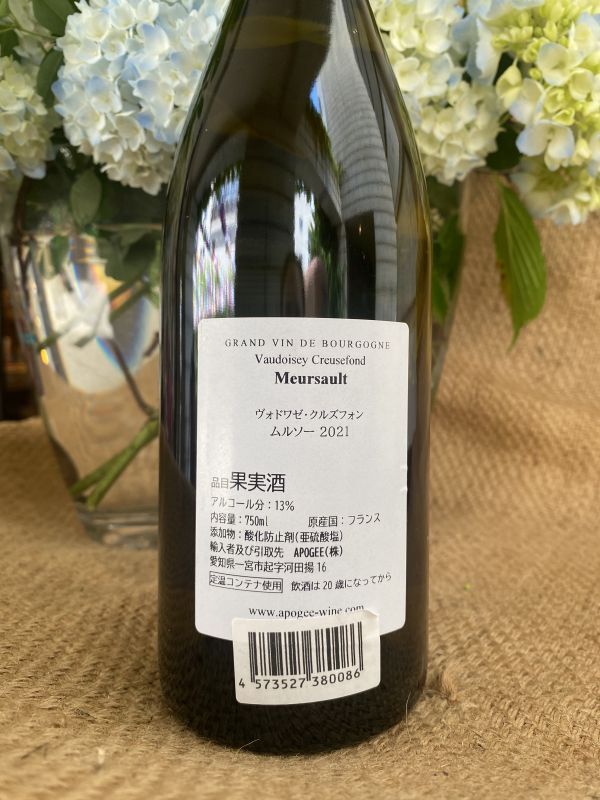 GRAND VIN DE BOURGOGNE
Vaudoisey Creusefond
Meursault
ヴォドワゼ・クルズフォン
ムルソー 2021
品目果実酒
アルコール分：13%
内容量：750ml 原産国：フランス
添加物：酸化防止剤(亜硫酸塩)
輸入者及び引取先 APOGEE(株)
愛知県一宮市起字河田揚 16
定温コンテナ使用 飲酒は20歳になってから
www.apogee-wine.com
4 573527 380086